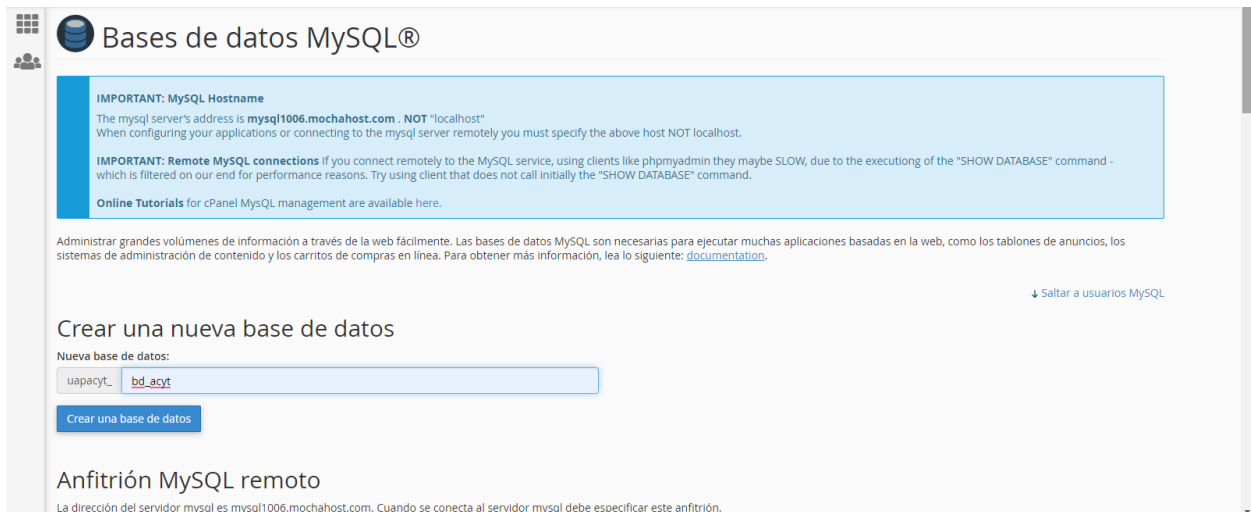 Bases de datos MySQL®
IMPORTANT: MySQL Hostname
The mysql server's address is mysql1006.mochahost.com . NOT "localhost"
When configuring your applications or connecting to the mysql server remotely you must specify the above host NOT localhost.
IMPORTANT: Remote MySQL connections If you connect remotely to the MySQL service, using clients like phpmyadmin they maybe SLOW, due to the executiong of the "SHOW DATABASE" command -
which is filtered on our end for performance reasons. Try using client that does not call initially the "SHOW DATABASE" command.
Online Tutorials for cPanel MysQL management are available here.
Administrar grandes volúmenes de información a través de la web fácilmente. Las bases de datos MySQL son necesarias para ejecutar muchas aplicaciones basadas en la web, como los tablones de anuncios, los
sistemas de administración de contenido y los carritos de compras en línea. Para obtener más información, lea lo siguiente: documentation.
↓ Saltar a usuarios MySQL
Crear una nueva base de datos
Nueva base de datos:
uapacyt_ bd_acyt
Crear una base de datos
Anfitrión MySQL remoto
La dirección del servidor mysql es mysql1006.mochahost.com. Cuando se conecta al servidor mysql debe especificar este anfitrión.